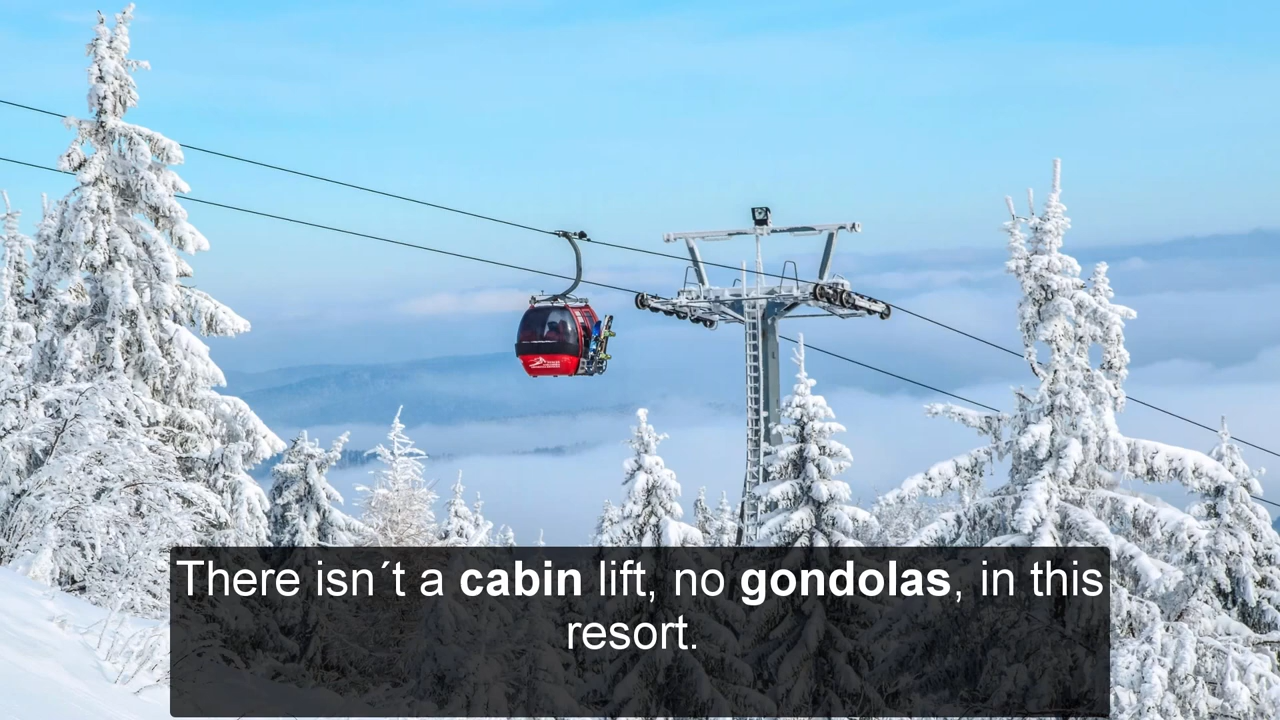 There isn´t a cabin lift, no gondolas, in this
resort.